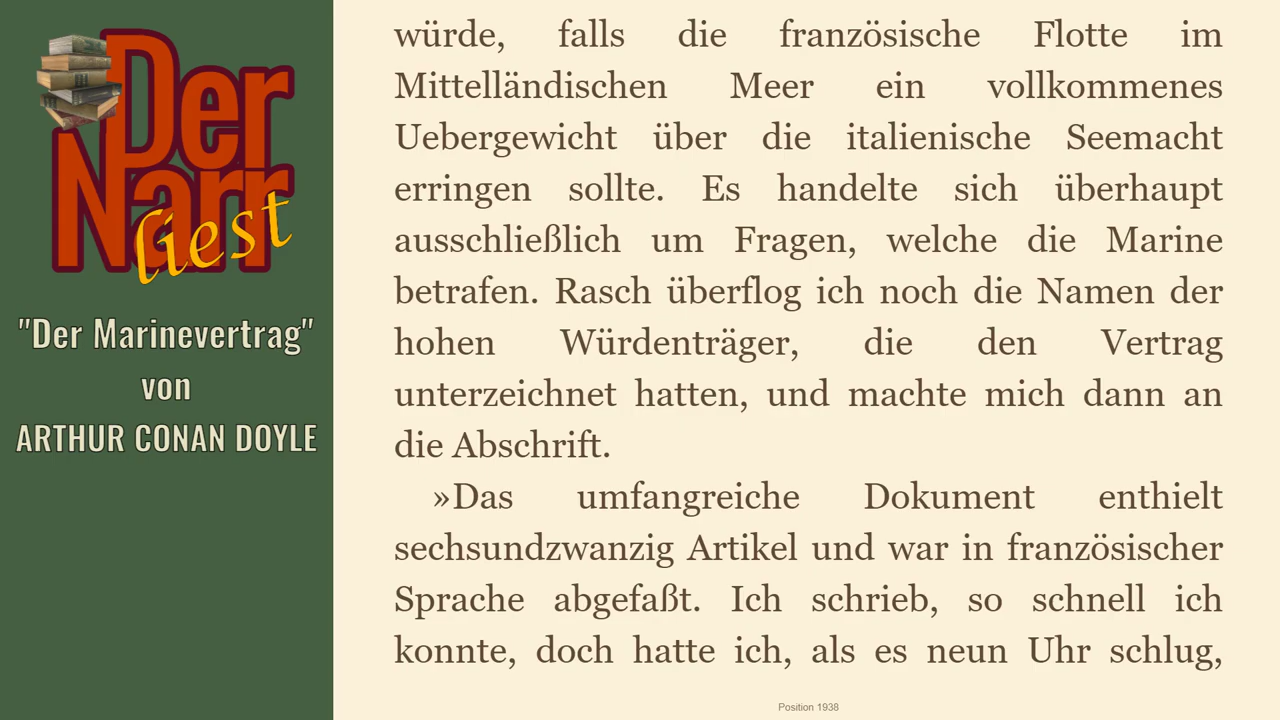 Der
Narr
liest
"Der Marinevertrag"
von
ARTHUR CONAN DOYLE
würde, falls die französische Flotte im
Mittelländischen Meer ein vollkommenes
Uebergewicht über die italienische Seemacht
erringen sollte. Es handelte sich überhaupt
ausschließlich um Fragen, welche die Marine
betrafen. Rasch überflog ich noch die Namen der
hohen Würdenträger, die den Vertrag
unterzeichnet hatten, und machte mich dann an
die Abschrift.
»Das umfangreiche Dokument enthielt
sechsundzwanzig Artikel und war in französischer
Sprache abgefaßt. Ich schrieb, so schnell ich
konnte, doch hatte ich, als es neun Uhr schlug,
Position 1938